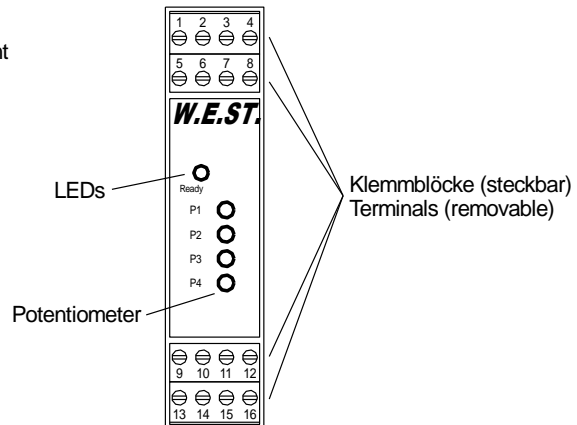 1 2 3 4
nt
5 6 7 8
W.E.ST.
LEDs
Ready
Klemmblöcke (steckbar)
Terminals (removable)
P1
P2
P3
P4
Potentiometer
9 10 11 12
13 14 15 16